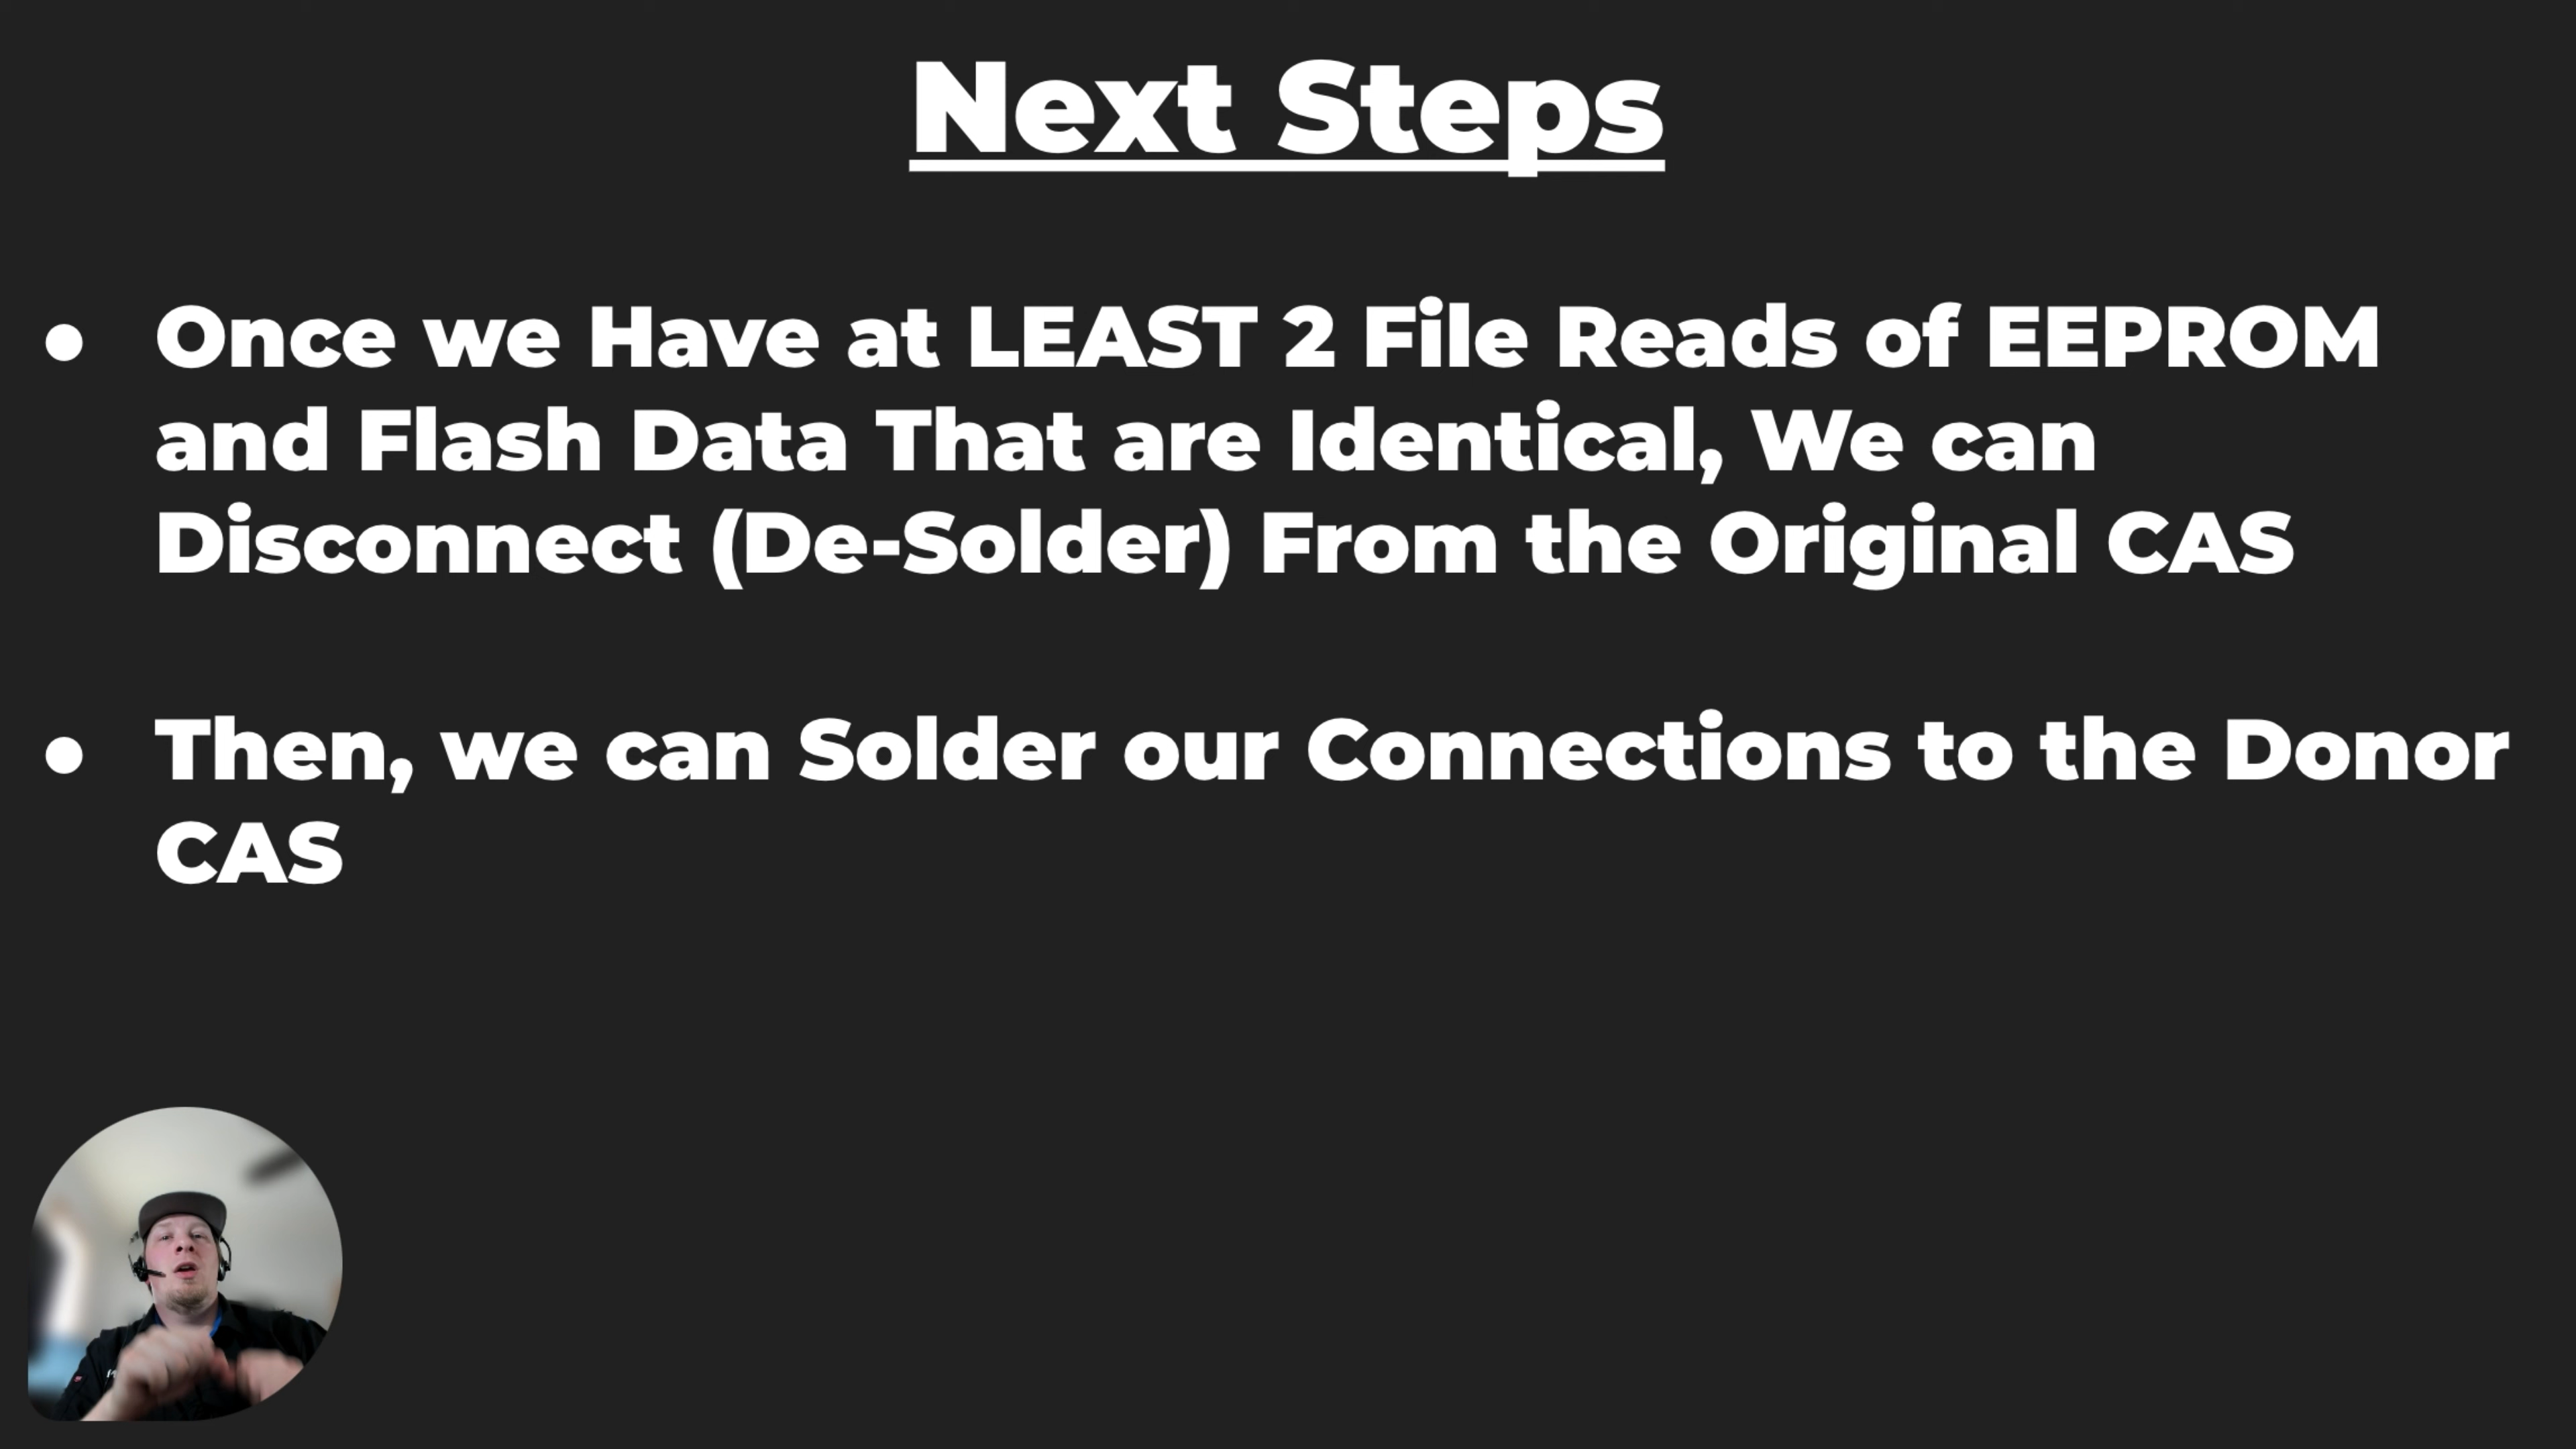 Next Steps
● Once we Have at LEAST 2 File Reads of EEPROM
and Flash Data That are Identical, We can
Disconnect (De-Solder) From the Original CAS
● Then, we can Solder our Connections to the Donor
CAS